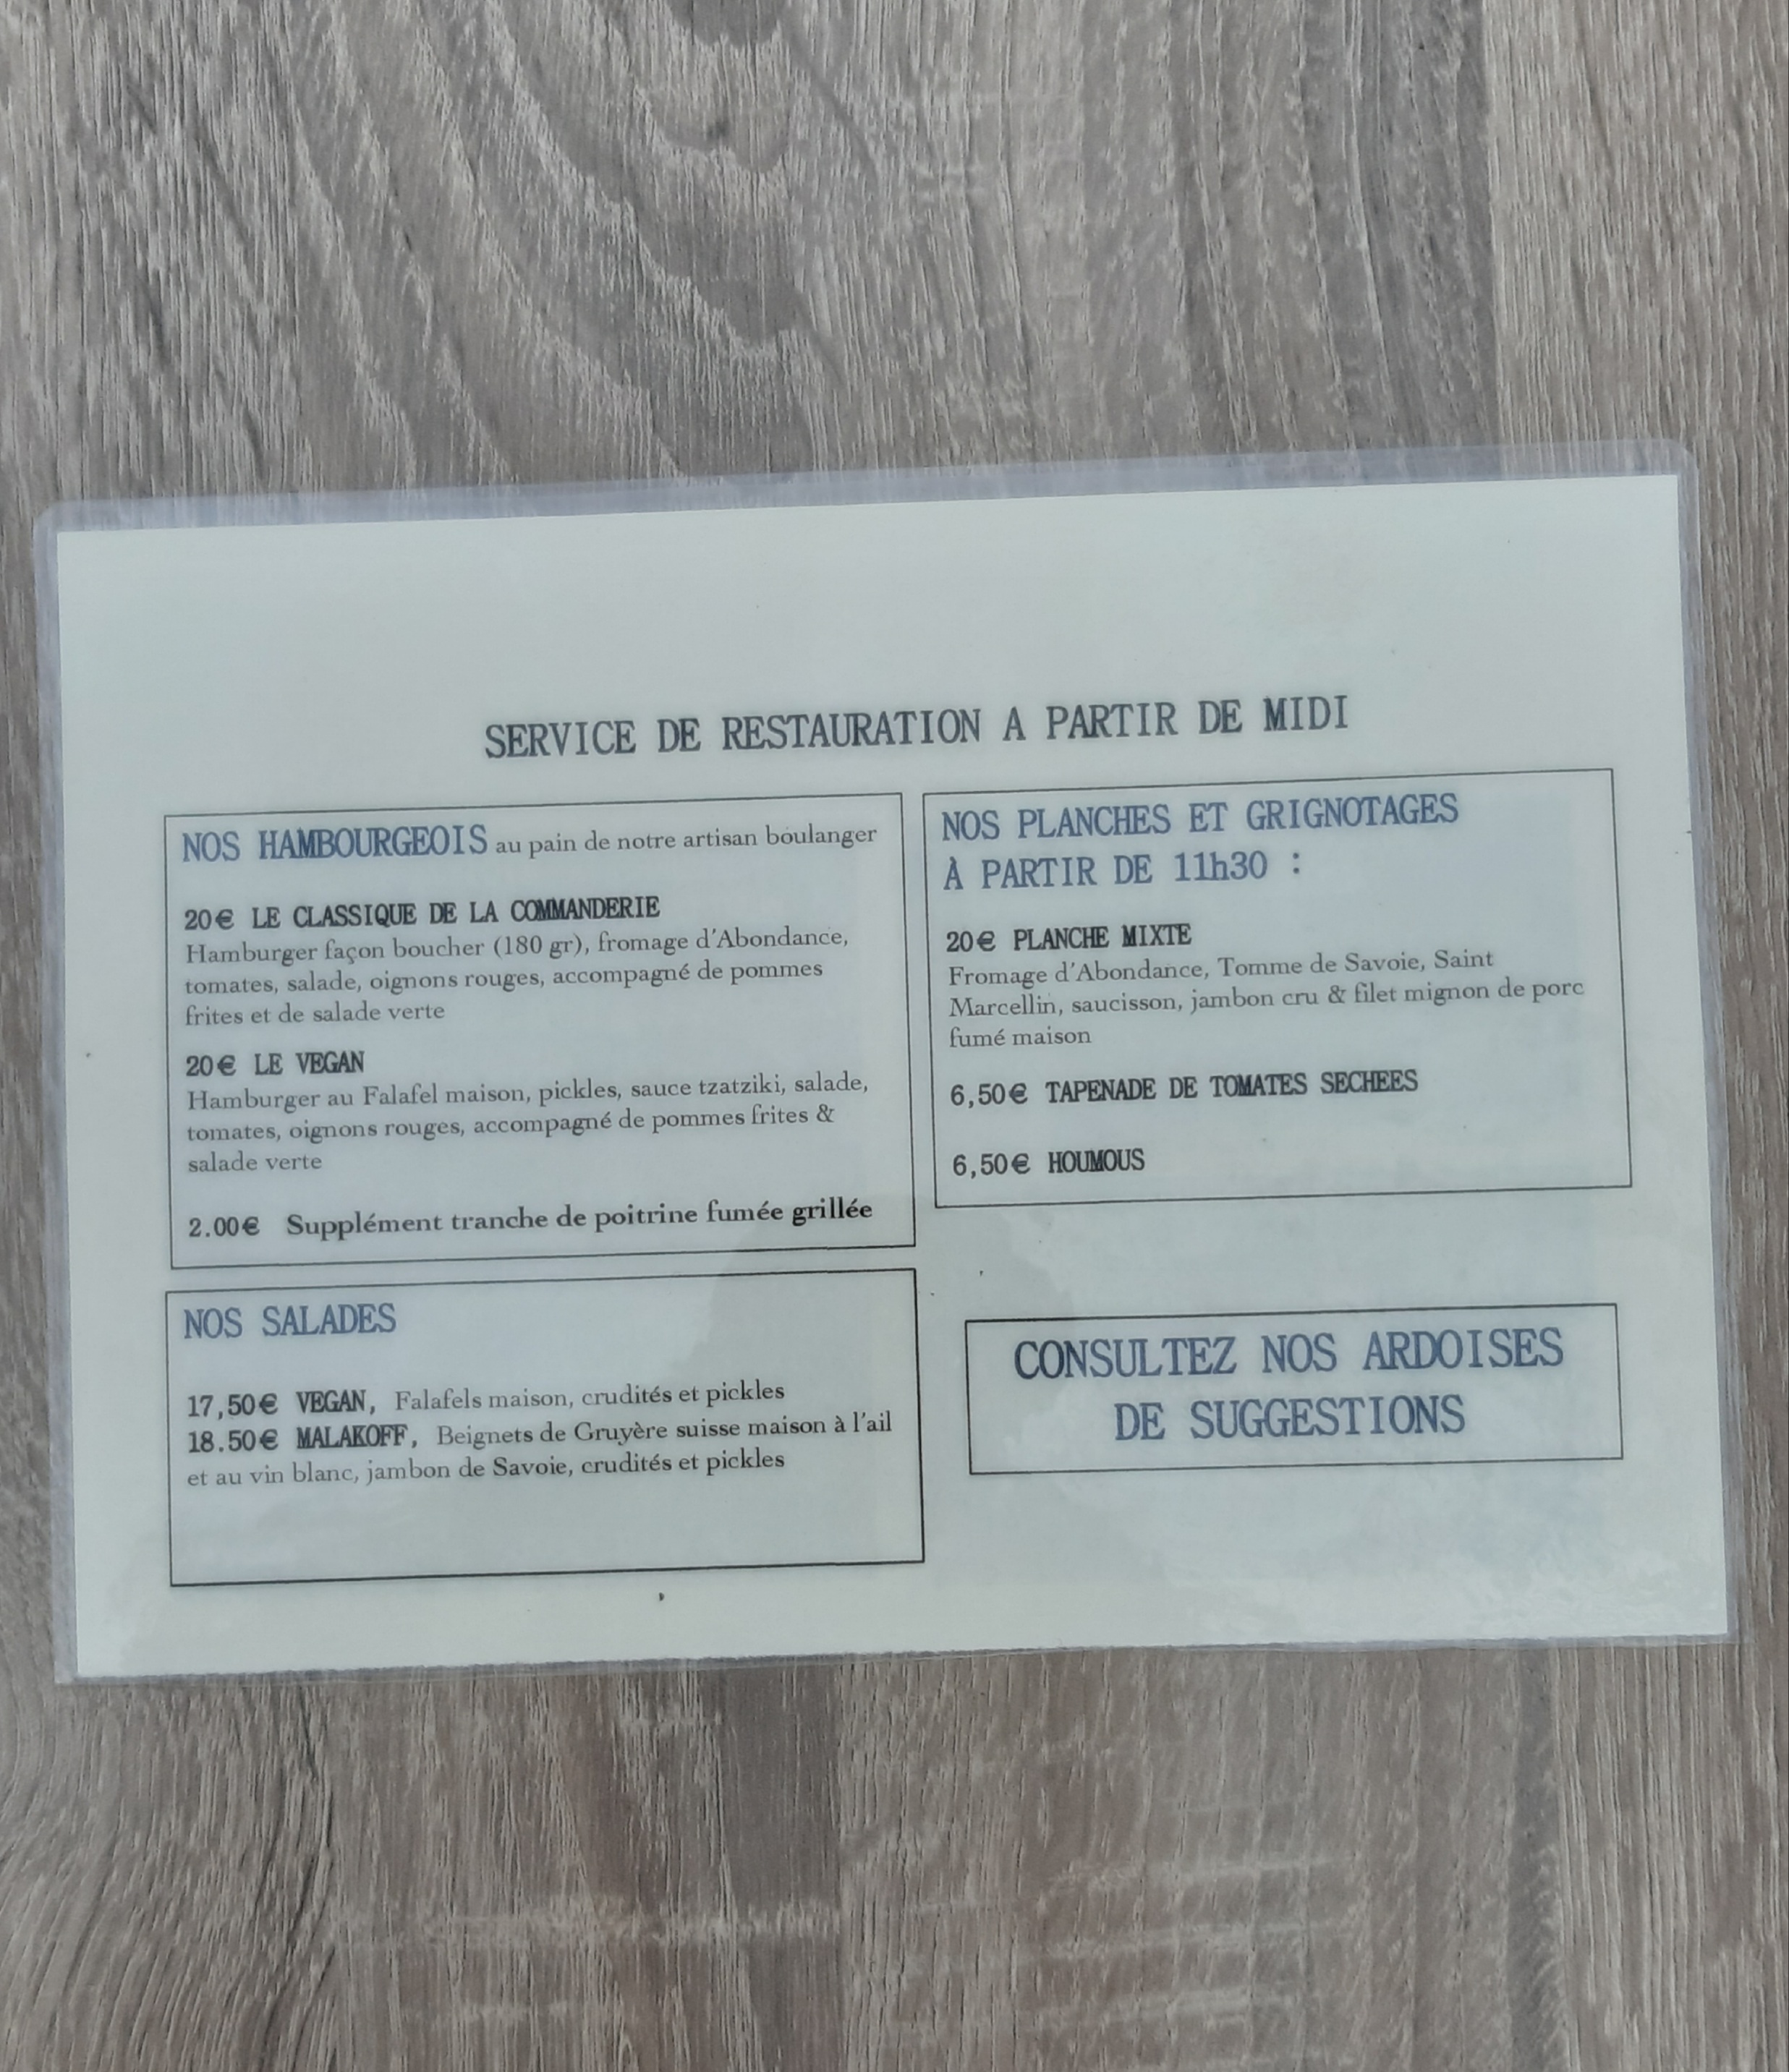 SERVICE DE RESTAURATION A PARTIR DE MIDI
NOS HAMBOURGEOIS au pain de notre artisan boulanger
20€ LE CLASSIQUE DE LA COMMANDERIE
Hamburger façon boucher (180 gr), fromage d'Abondance,
tomates, salade, oignons rouges, accompagné de pommes
frites et de salade verte
20€ LE VEGAN
Hamburger au Falafel maison, pickles, sauce tzatziki, salade,
tomates, oignons rouges, accompagné de pommes frites &
salade verte
2.00€ Supplément tranche de poitrine fumée grillée
NOS SALADES
17,50€ VEGAN, Falafels maison, crudités et pickles
18.50€ MALAKOFF, Beignets de Gruyère suisse maison à l'ail
et au vin blanc, jambon de Savoie, crudités et pickles
NOS PLANCHES ET GRIGNOTAGES
À PARTIR DE 11h30 :
20€ PLANCHE MIXTE
Fromage d'Abondance, Tomme de Savoie, Saint
Marcellin, saucisson, jambon cru & filet mignon de porc
fumé maison
6,50€ TAPENADE DE TOMATES SECHEES
6,50€ HOUMOUS
CONSULTEZ NOS ARDOISES
DE SUGGESTIONS